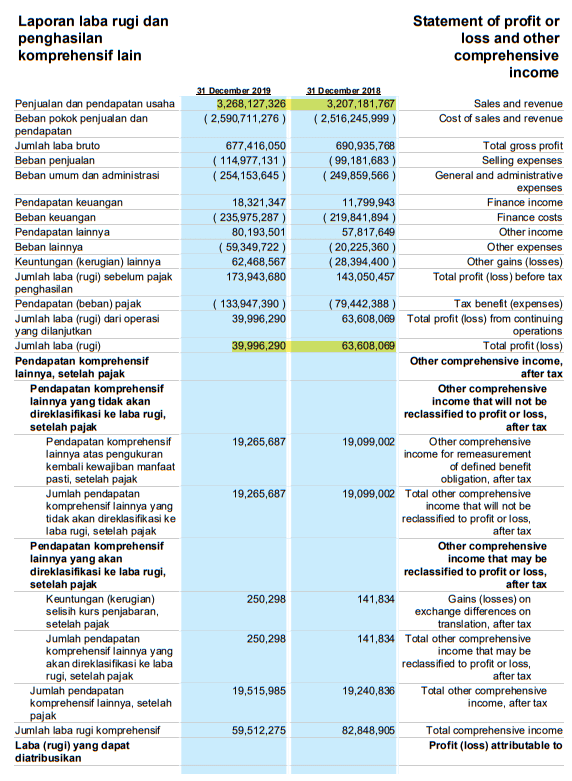 Laporan laba rugi dan
penghasilan
komprehensif lain
Statement of profit or
loss and other
comprehensive
income
31 December 2019 31 December 2018
Penjualan dan pendapatan usaha 3,268,127,326 3,207,181,767 Sales and revenue
Beban pokok penjualan dan
pendapatan
( 2,590,711,276 ) ( 2,516,245,999 ) Cost of sales and revenue
Jumlah laba bruto 677,416,050 690,935,768 Total gross profit
Beban penjualan ( 114,977,131 ) ( 99,181,683 ) Selling expenses
Beban umum dan administrasi ( 254,153,645 ) ( 249,859,566 ) General and administrative
expenses
Pendapatan keuangan 18,321,347 11,799,943 Finance income
Beban keuangan ( 235,975,287 ) ( 219,841,894 ) Finance costs
Pendapatan lainnya 80,193,501 57,817,649 Other income
Beban lainnya ( 59,349,722 ) ( 20,225,360 ) Other expenses
Keuntungan (kerugian) lainnya 62,468,567 ( 28,394,400 ) Other gains (losses)
Jumlah laba (rugi) sebelum pajak
penghasilan
173,943,680 143,050,457 Total profit (loss) before tax
Pendapatan (beban) pajak ( 133,947,390 ) ( 79,442,388 ) Tax benefit (expenses)
Jumlah laba (rugi) dari operasi
yang dilanjutkan
39,996,290 63,608,069 Total profit (loss) from continuing
operations
Jumlah laba (rugi) 39,996,290 63,608,069 Total profit (loss)
Pendapatan komprehensif
lainnya, setelah pajak
Other comprehensive income,
after tax
Pendapatan komprehensif
lainnya yang tidak akan
direklasifikasi ke laba rugi,
setelah pajak
Other comprehensive
income that will not be
reclassified to profit or loss,
after tax
Pendapatan komprehensif
lainnya atas pengukuran
kembali kewajiban manfaat
pasti, setelah pajak
19,265,687 19,099,002 Other comprehensive
income for remeasurement
of defined benefit
obligation, after tax
Jumlah pendapatan
komprehensif lainnya yang
tidak akan direklasifikasi ke
laba rugi, setelah pajak
19,265,687 19,099,002 Total other comprehensive
income that will not be
reclassified to profit or loss,
after tax
Pendapatan komprehensif
lainnya yang akan
direklasifikasi ke laba rugi,
setelah pajak
Other comprehensive
income that may be
reclassified to profit or loss,
after tax
Keuntungan (kerugian)
selisih kurs penjabaran,
setelah pajak
250,298 141,834 Gains (losses) on
exchange differences on
translation, after tax
Jumlah pendapatan
komprehensif lainnya yang
akan direklasifikasi ke laba
rugi, setelah pajak
250,298 141,834 Total other comprehensive
income that may be
reclassified to profit or loss,
after tax
Jumlah pendapatan
komprehensif lainnya, setelah
pajak
19,515,985 19,240,836 Total other comprehensive
income, after tax
Jumlah laba rugi komprehensif 59,512,275 82,848,905 Total comprehensive income
Laba (rugi) yang dapat
diatribusikan
Profit (loss) attributable to